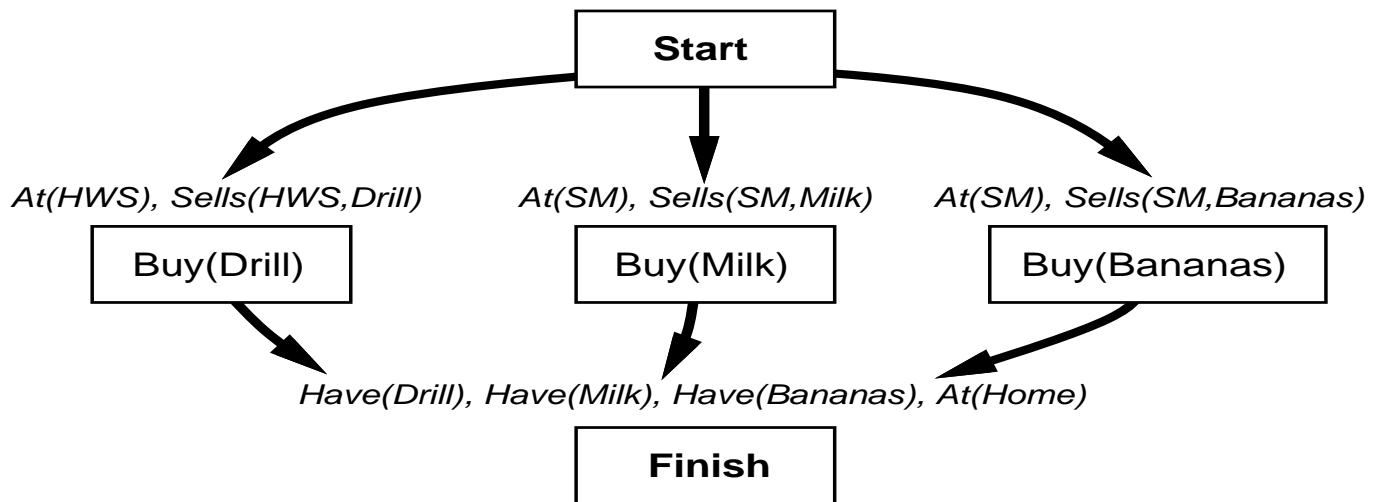 Start
At(HWS), Sells(HWS,Drill) At(SM), Sells(SM,Milk) At(SM), Sells(SM,Bananas)
Buy(Drill) Buy(Milk) Buy(Bananas)
Have(Drill), Have(Milk), Have(Bananas), At(Home)
Finish